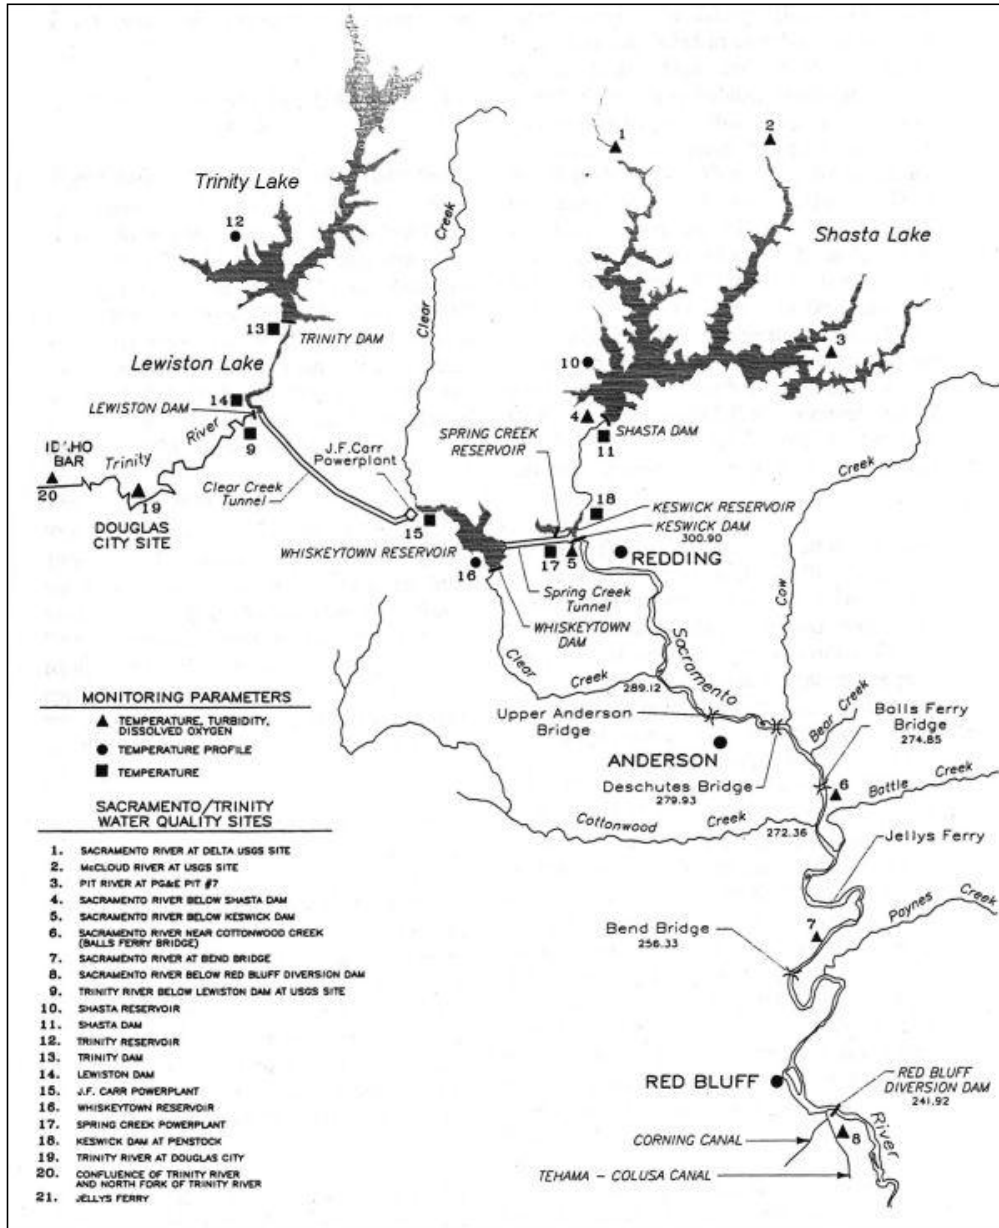 1
2
Trinity Lake
12
Creek
Shasta Lake
Clear
13
TRINITY DAM
3
10
Lewiston Lake
14
4
LEWISTON DAM
River
SPRING CREEK
RESERVOIR
SHASTA DAM
11
9
J.F.Carr
Powerplant
Trinity
BAR
20
19
Clear Creek
Tunnel
Creek
18
KESWICK RESERVOIR
KESWICK DAM
300.90
DOUGLAS
CITY SITE
15
WHISKEYTOWN RESERVOIR
16
17
5
REDDING
Spring Creek
Tunnel
Cow
WHISKEYTOWN
DAM
Sacramento
Clear
Creek
289.12
MONITORING PARAMETERS
TEMPERATURE, TURBIDITY,
DISSOLVED OXYGEN
TEMPERATURE PROFILE
TEMPERATURE
Upper Anderson
Bridge
Bear Creek
Balls Ferry
Bridge
274.85
ANDERSON
Deschutes Bridge
279.93
6
Battle
Creek
Cottonwood
Creek
272.36
Jellys Ferry
Paynes
Creek
Bend Bridge
256.33
7
RED BLUFF
RED BLUFF
DIVERSION DAM
241.92
River
CORNING CANAL
8
TEHAMA - COLUSA CANAL
SACRAMENTO/TRINITY
WATER QUALITY SITES
1. SACRAMENTO RIVER AT DELTA USGS SITE
2. McCLOUD RIVER AT USGS SITE
3. PIT RIVER AT PG&E PIT #7
4. SACRAMENTO RIVER BELOW SHASTA DAM
5. SACRAMENTO RIVER BELOW KESWICK DAM
6. SACRAMENTO RIVER NEAR COTTONWOOD CREEK
(BALLS FERRY BRIDGE)
7. SACRAMENTO RIVER AT BEND BRIDGE
8. SACRAMENTO RIVER BELOW RED BLUFF DIVERSION DAM
9. TRINITY RIVER BELOW LEWISTON DAM AT USGS SITE
10. SHASTA RESERVOIR
11. SHASTA DAM
12. TRINITY RESERVOIR
13. TRINITY DAM
14. LEWISTON DAM
15. J.F. CARR POWERPLANT
16. WHISKEYTOWN RESERVOIR
17. SPRING CREEK POWERPLANT
18. KESWICK DAM AT PENSTOCK
19. TRINITY RIVER AT DOUGLAS CITY
20. CONFLUENCE OF TRINITY RIVER
AND NORTH FORK OF TRINITY RIVER
21. JELLYS FERRY